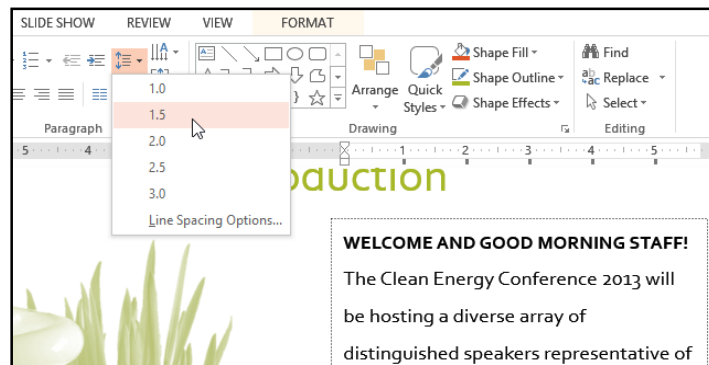 SLIDE SHOW REVIEW VIEW FORMAT
Shape Fill Find
Shape Outline Replace
Arrange Quick Styles Shape Effects Select
Paragraph Drawing Editing
1.0
1.5
2.0
2.5
3.0
Line Spacing Options...
5 4 1 2 3 4 5
oduction
WELCOME AND GOOD MORNING STAFF!
The Clean Energy Conference 2013 will
be hosting a diverse array of
distinguished speakers representative of